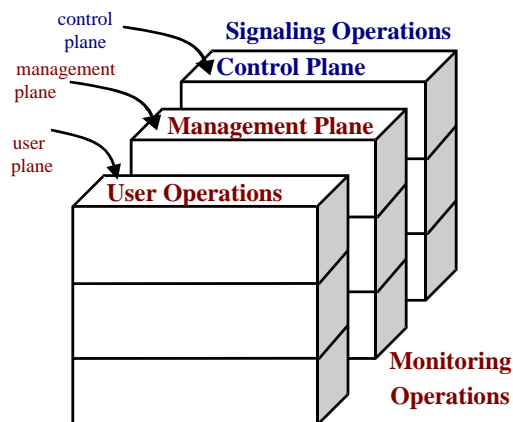 control
plane
Signaling Operations
Control Plane
management
plane
Management Plane
user
plane
User Operations
Monitoring
Operations